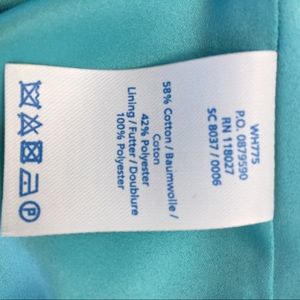 WH775
P.O. 0879590
RN 118027
SC 8037 / 0006
58% Cotton / Baumwolle /
Coton
42% Polyester
Lining / Futter / Doublure
100% Polyester
P